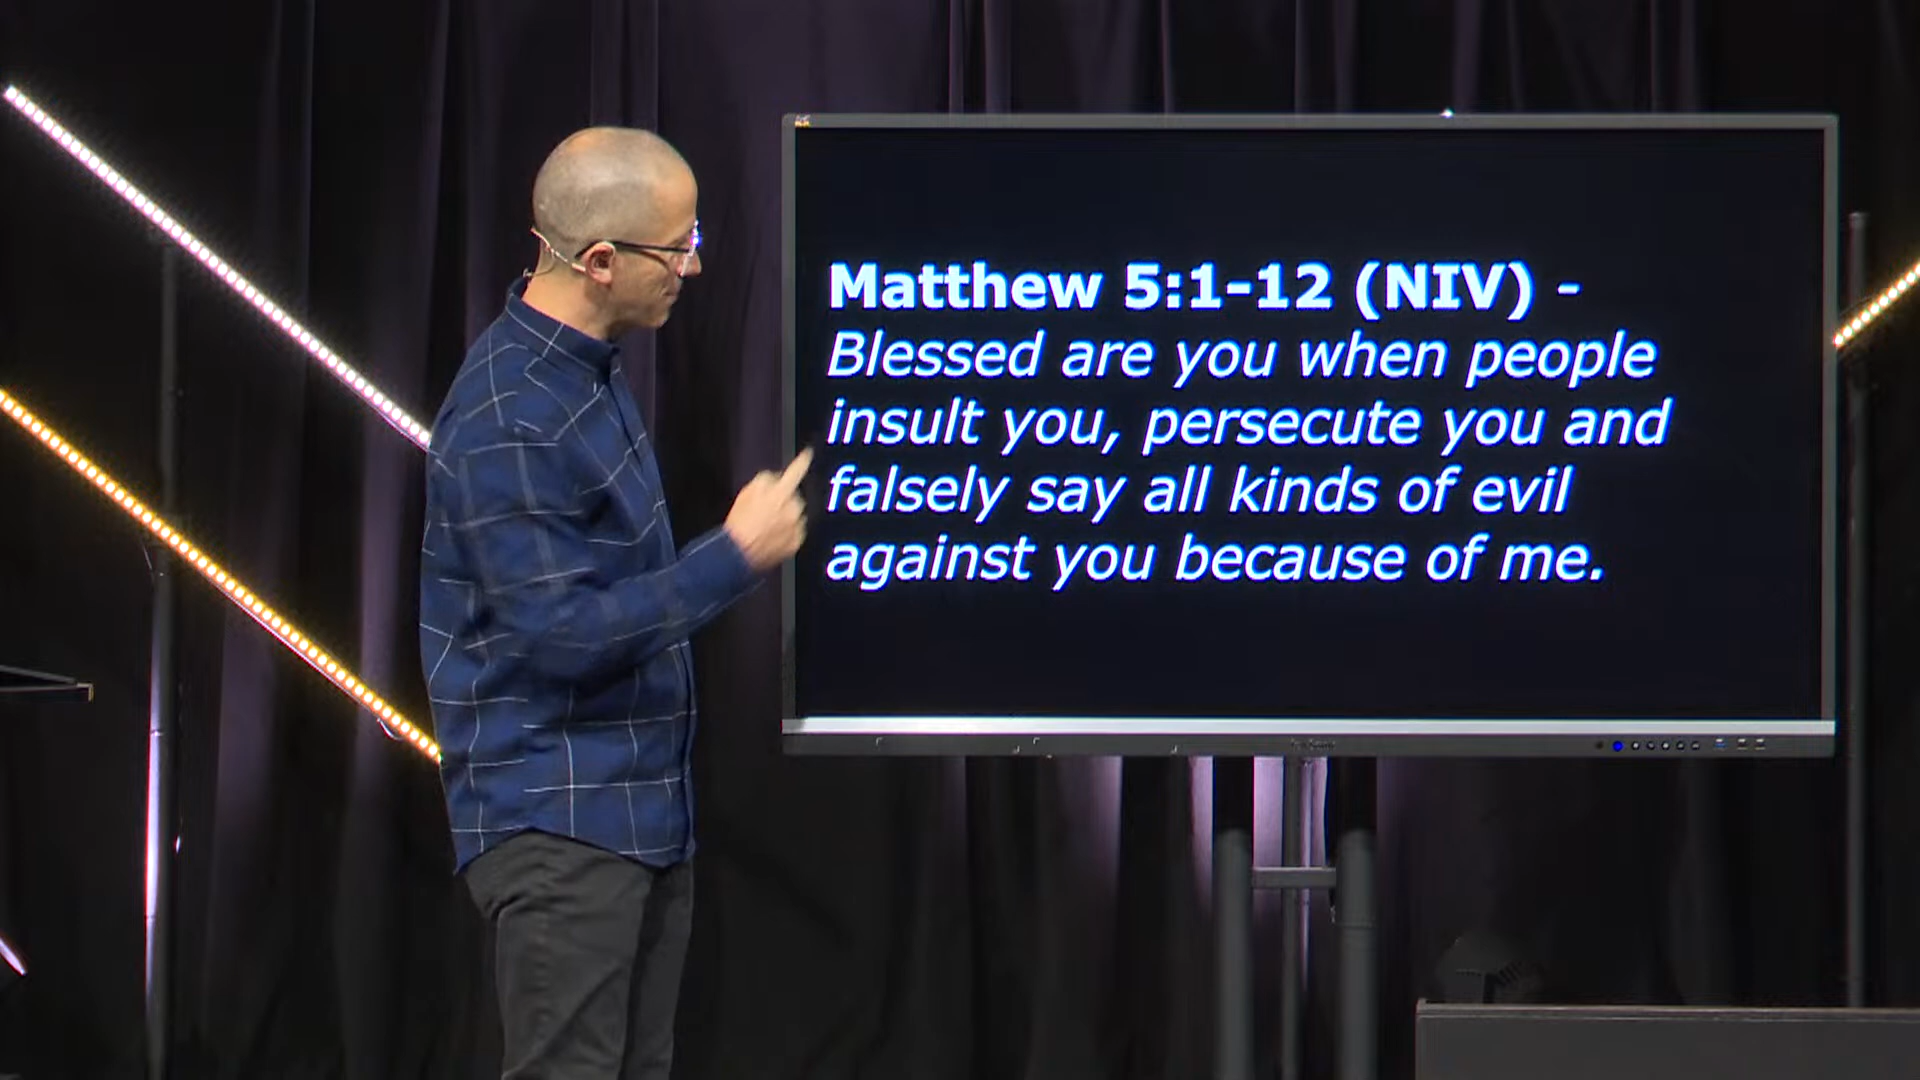 Matthew 5:1-12 (NIV) -
Blessed are you when people
insult you, persecute you and
falsely say all kinds of evil
against you because of me.